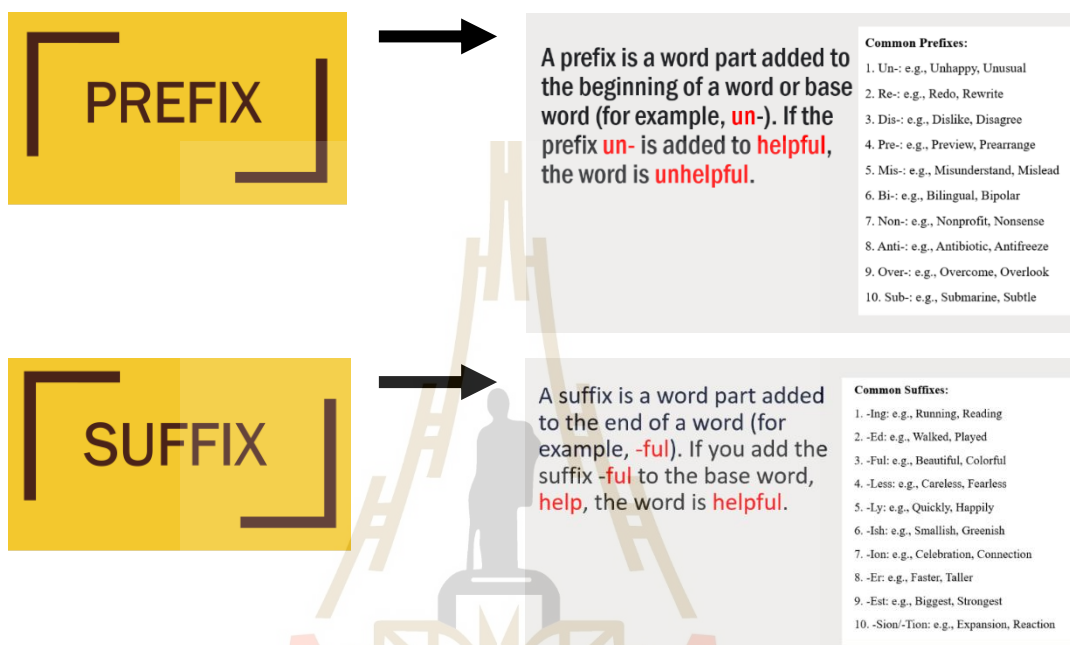 PREFIX
A prefix is a word part added to
the beginning of a word or base
word (for example, un-). If the
prefix un- is added to helpful,
the word is unhelpful.
Common Prefixes:
1. Un-: e.g., Unhappy, Unusual
2. Re-: e.g., Redo, Rewrite
3. Dis-: e.g., Dislike, Disagree
4. Pre-: e.g., Preview, Prearrange
5. Mis-: e.g., Misunderstand, Mislead
6. Bi-: e.g., Bilingual, Bipolar
7. Non-: e.g., Nonprofit, Nonsense
8. Anti-: e.g., Antibiotic, Antifreeze
9. Over-: e.g., Overcome, Overlook
10. Sub-: e.g., Submarine, Subtle
SUFFIX
A suffix is a word part added
to the end of a word (for
example, -ful). If you add the
suffix -ful to the base word,
help, the word is helpful.
Common Suffixes:
1. -Ing: e.g., Running, Reading
2. -Ed: e.g., Walked, Played
3. -Ful: e.g., Beautiful, Colorful
4. -Less: e.g., Careless, Fearless
5. -Ly: e.g., Quickly, Happily
6. -Ish: e.g., Smallish, Greenish
7. -Ion: e.g., Celebration, Connection
8. -Er: e.g., Faster, Taller
9. -Est: e.g., Biggest, Strongest
10. -Sion/-Tion: e.g., Expansion, Reaction